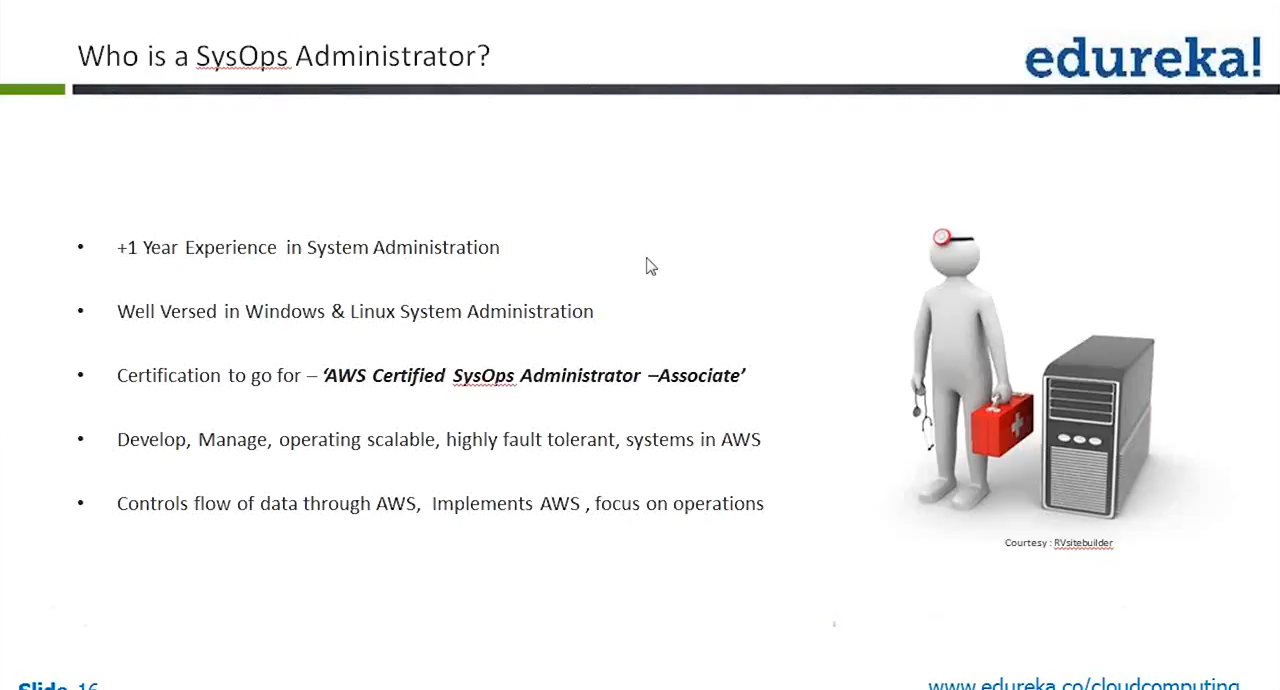 Who is a SysOps Administrator?
edureka!
• +1 Year Experience in System Administration
• Well Versed in Windows & Linux System Administration
• Certification to go for – ‘AWS Certified SysOps Administrator –Associate’
• Develop, Manage, operating scalable, highly fault tolerant, systems in AWS
• Controls flow of data through AWS, Implements AWS , focus on operations
Courtesy : RVsitebuilder
Slide 16
www.edureka.co/cloudcomputing